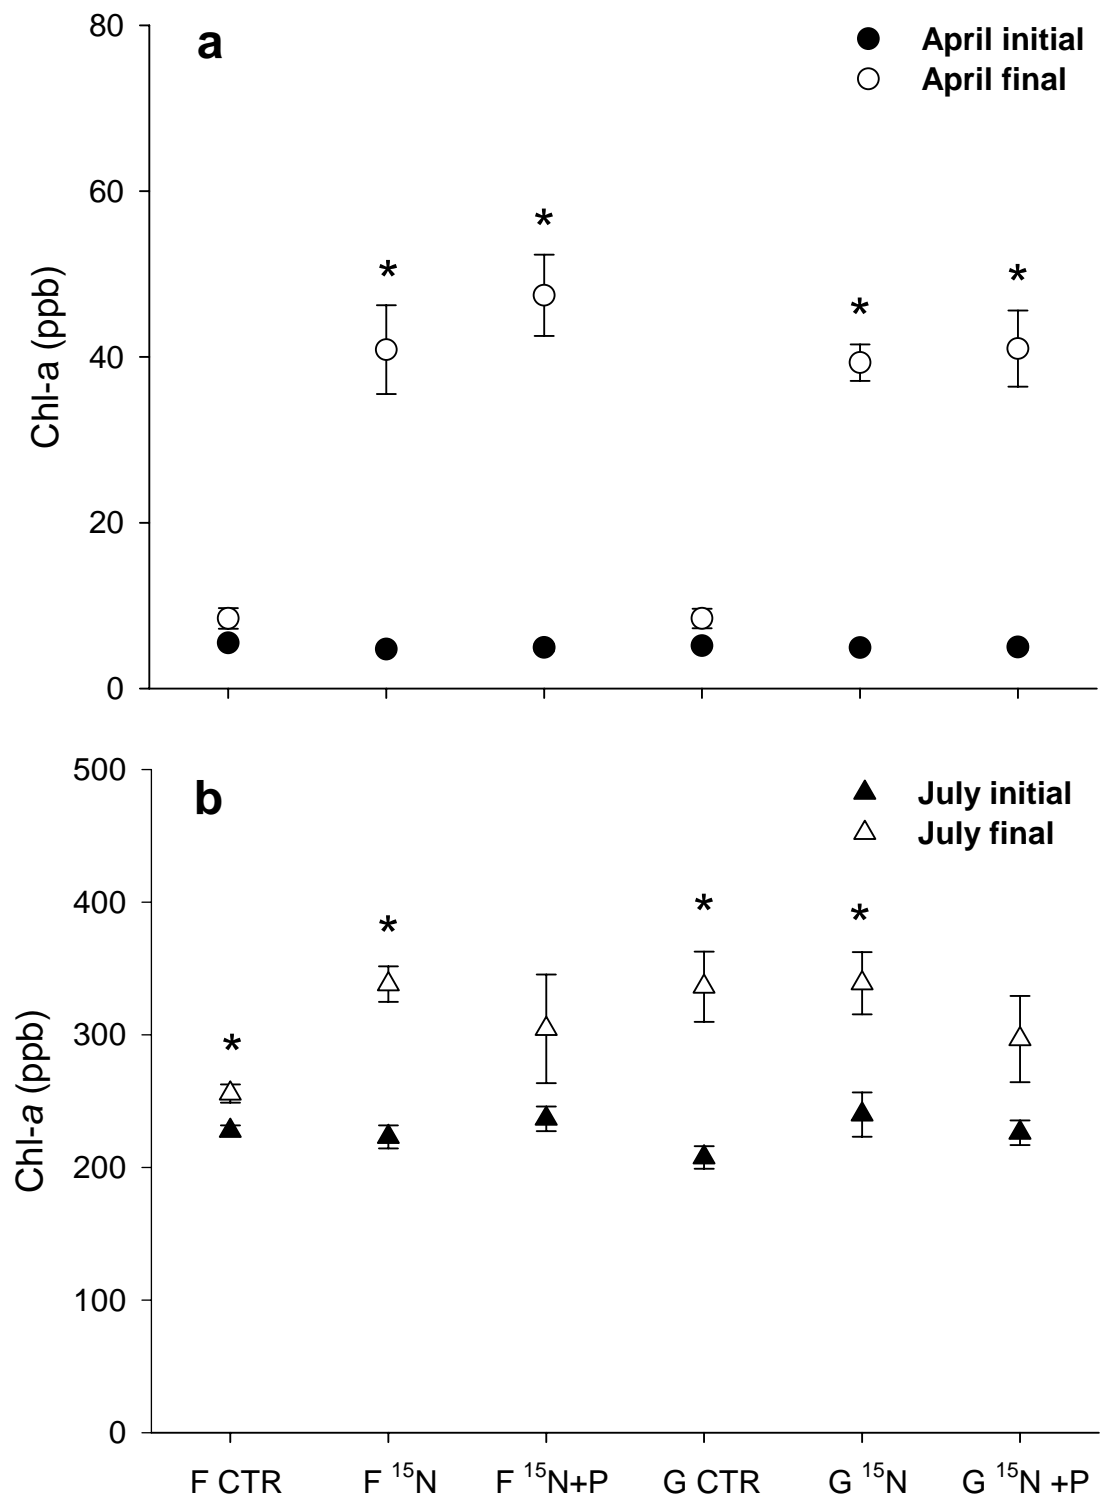 a
April initial
April final
80
60
40
20
0
Chl-a (ppb)
*
*
*
*
b
July initial
July final
500
400
300
200
100
0
Chl-a (ppb)
*
*
*
*
F CTR
F ¹⁵N
F ¹⁵N+P
G CTR
G ¹⁵N
G ¹⁵N +P